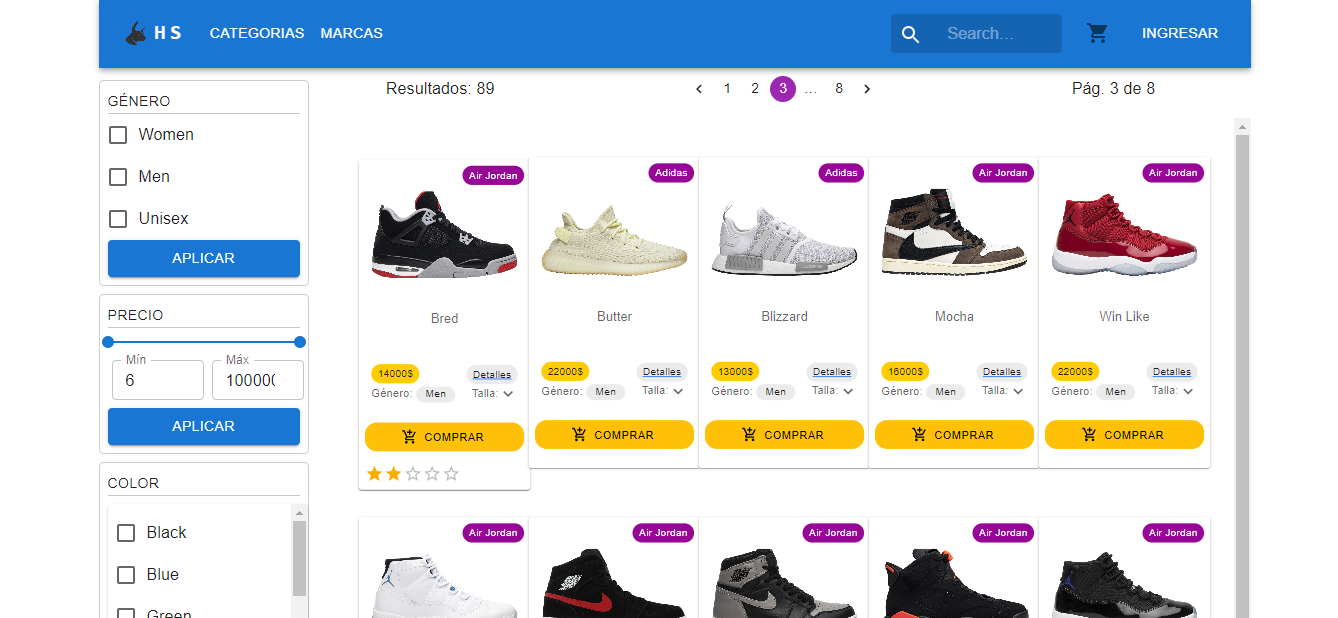 H S CATEGORIAS MARCAS Search... INGRESAR
Resultados: 89 1 2 3 ... 8 Pág. 3 de 8
GÉNERO
Women
Men
Unisex
APLICAR
PRECIO
Mín Máx
6 100000
APLICAR
COLOR
Black
Blue
Green
Air Jordan Adidas Adidas Air Jordan Air Jordan
Bred Butter Blizzard Mocha Win Like
14000$ Detalles 22000$ Detalles 13000$ Detalles 16000$ Detalles 22000$ Detalles
Género: Men Talla: Género: Men Talla: Género: Men Talla: Género: Men Talla: Género: Men Talla:
COMPRAR COMPRAR COMPRAR COMPRAR COMPRAR
Air Jordan Air Jordan Air Jordan Air Jordan Air Jordan